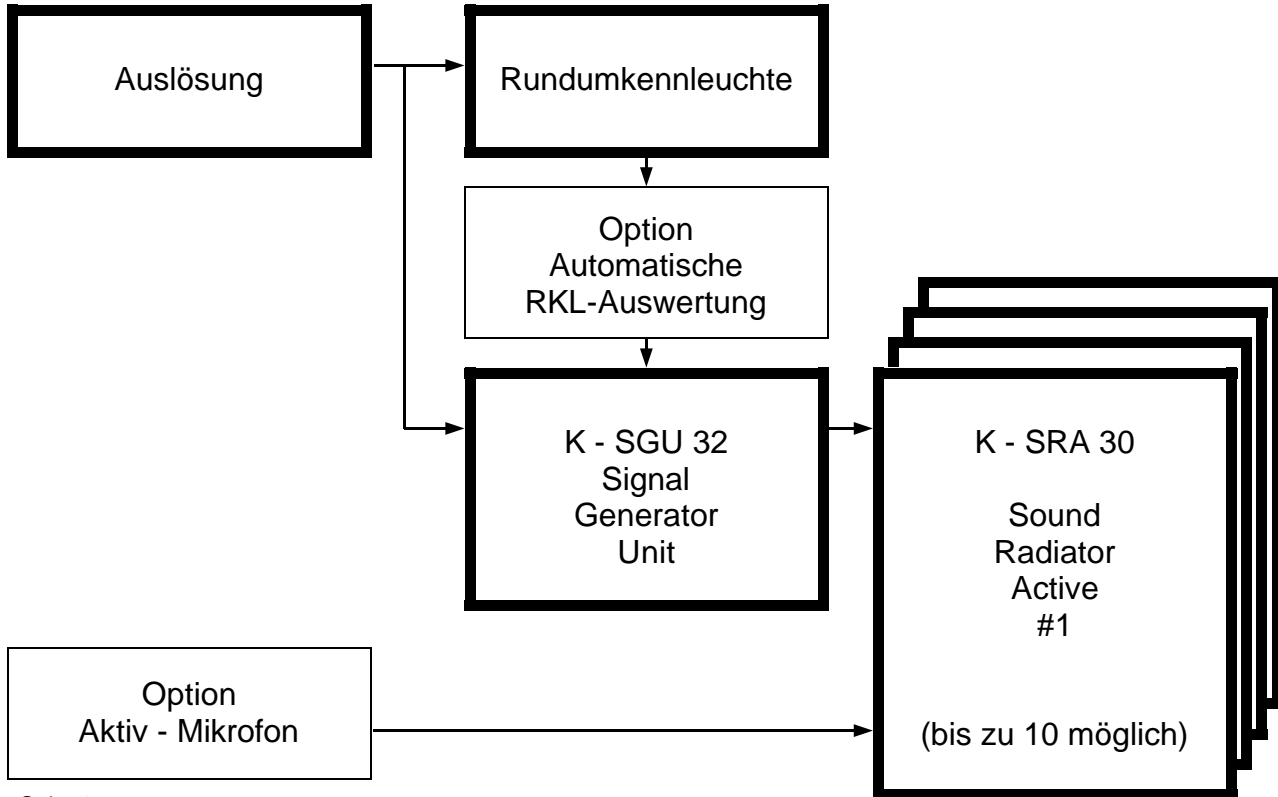 Auslösung
Rundumkennleuchte
Option
Automatische
RKL-Auswertung
K - SGU 32
Signal
Generator
Unit
K - SRA 30
Sound
Radiator
Active
#1
(bis zu 10 möglich)
Option
Aktiv - Mikrofon